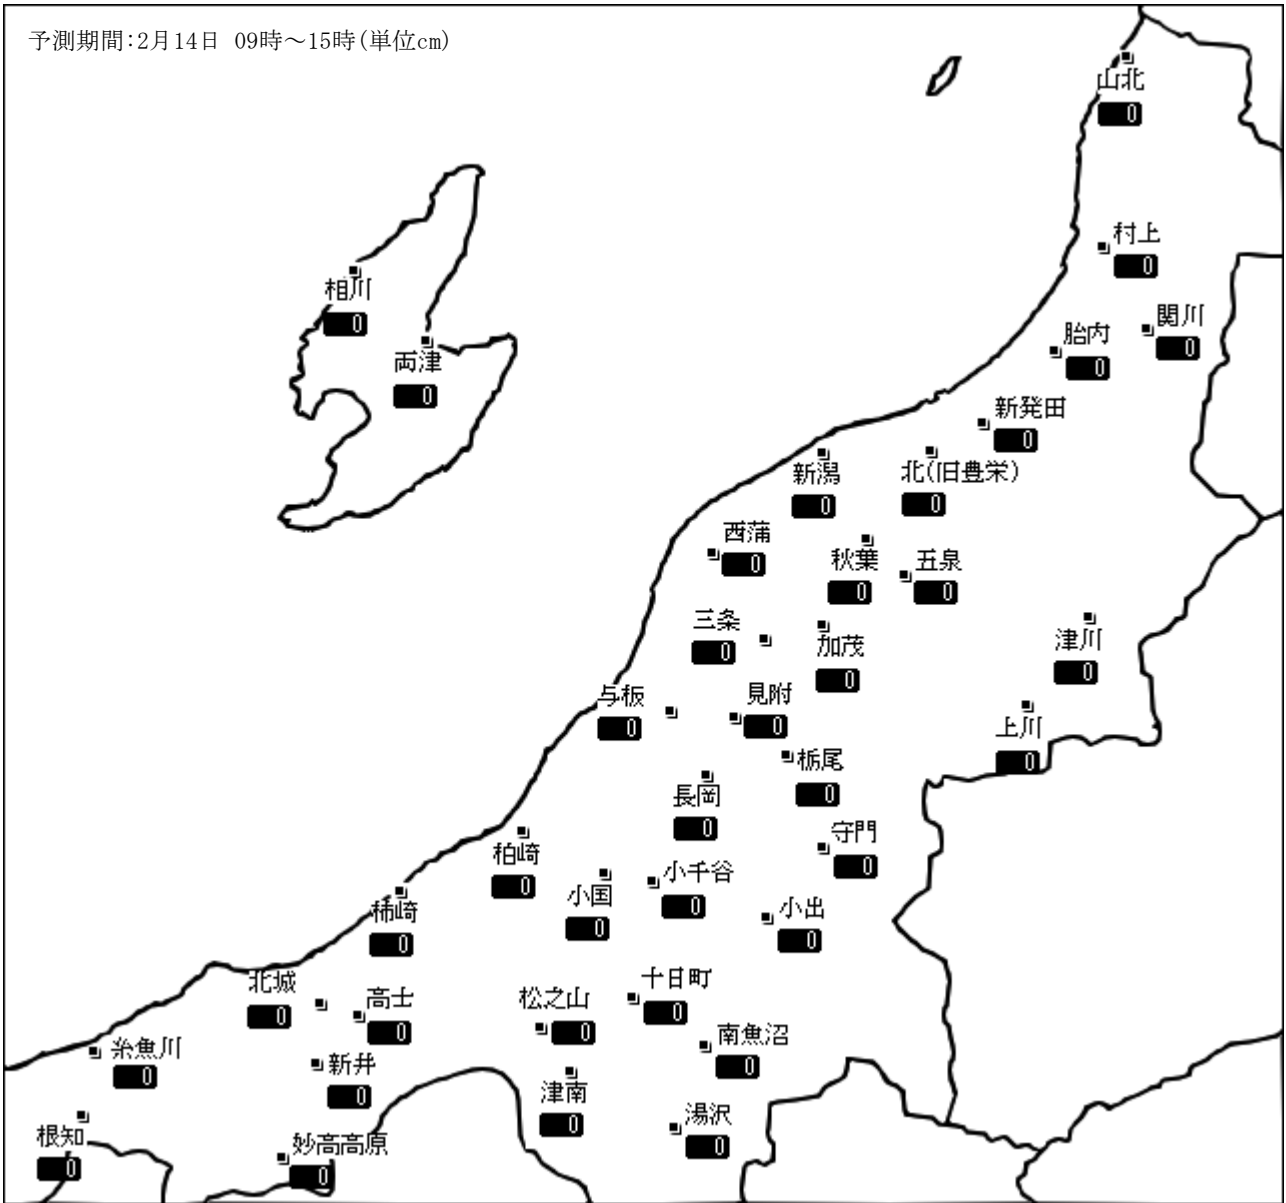 予測期間:2月14日 09時～15時(単位cm)
山北
0
村上
0
相川
0
関川
0
胎内
0
両津
0
新発田
0
新潟
0
北(旧豊栄)
0
西蒲
0
秋葉
0
五泉
0
三条
0
加茂
0
津川
0
与板
0
見附
0
上川
0
栃尾
0
長岡
0
守門
0
柏崎
0
小千谷
0
小国
0
小出
0
柿崎
0
北城
0
十日町
0
高士
0
松之山
0
南魚沼
0
糸魚川
0
新井
0
津南
0
湯沢
0
根知
0
妙高高原
0